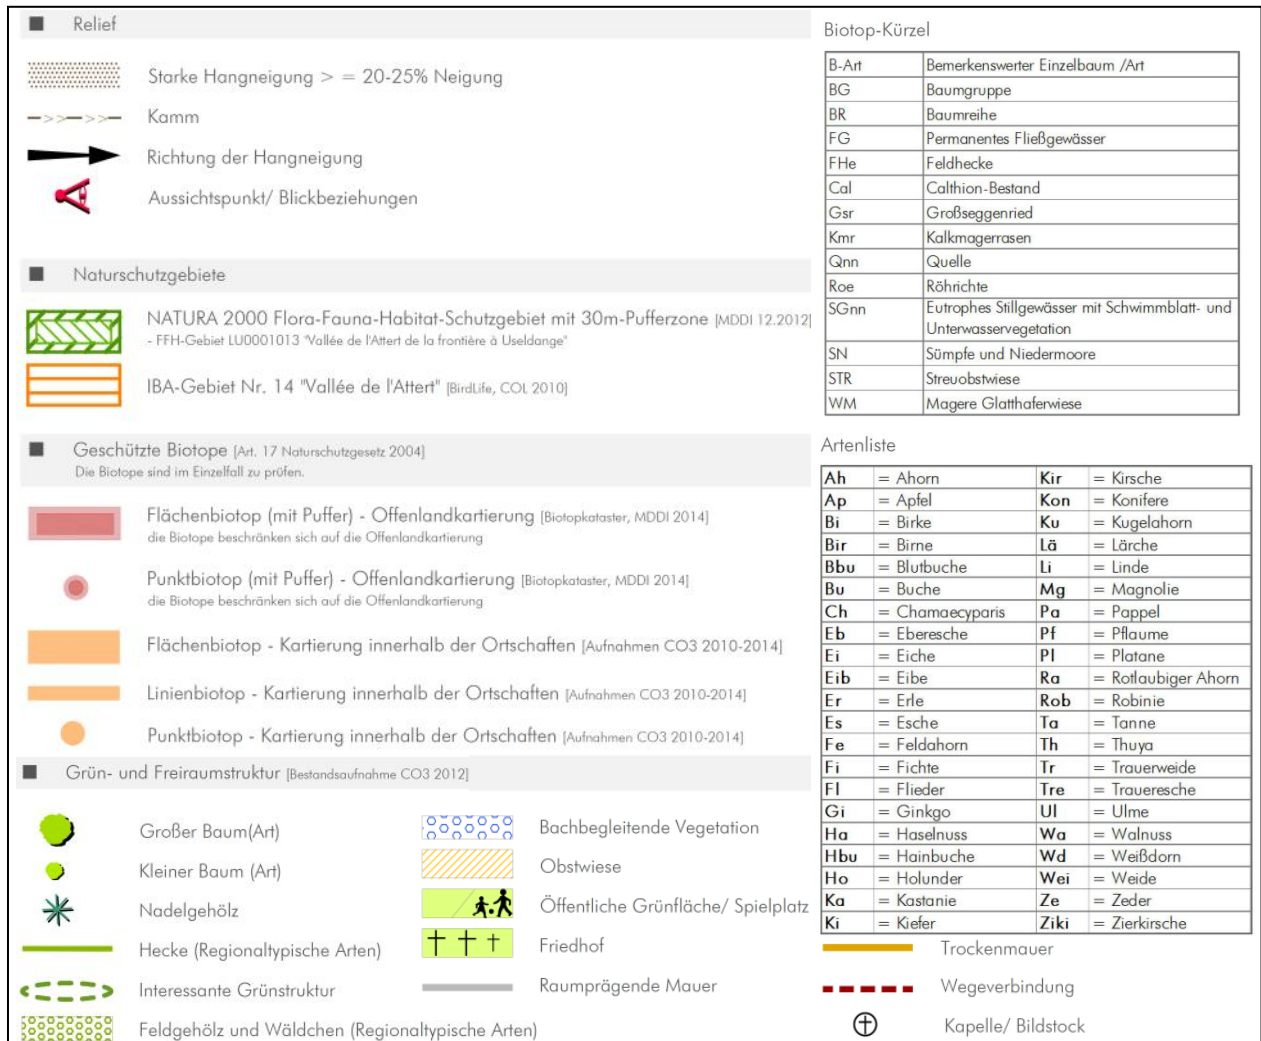 Relief
Starke Hangneigung > = 20-25% Neigung
Kamm
Richtung der Hangneigung
Aussichtspunkt/ Blickbeziehungen
Naturschutzgebiete
NATURA 2000 Flora-Fauna-Habitat-Schutzgebiet mit 30m-Pufferzone [MDDI 12.2012]
- FFH-Gebiet LU0001013 "Vallée de l'Attert de la frontière à Useldange"
IBA-Gebiet Nr. 14 "Vallée de l'Attert" [BirdLife, COL 2010]
Geschützte Biotope [Art. 17 Naturschutzgesetz 2004]
Die Biotope sind im Einzelfall zu prüfen.
Flächenbiotop (mit Puffer) - Offenlandkartierung [Biotopkataster, MDDI 2014]
die Biotope beschränken sich auf die Offenlandkartierung
Punktbiotop (mit Puffer) - Offenlandkartierung [Biotopkataster, MDDI 2014]
die Biotope beschränken sich auf die Offenlandkartierung
Flächenbiotop - Kartierung innerhalb der Ortschaften [Aufnahmen CO3 2010-2014]
Linienbiotop - Kartierung innerhalb der Ortschaften [Aufnahmen CO3 2010-2014]
Punktbiotop - Kartierung innerhalb der Ortschaften [Aufnahmen CO3 2010-2014]
Grün- und Freiraumstruktur [Bestandsaufnahme CO3 2012]
Großer Baum(Art)
Kleiner Baum (Art)
Nadelgehölz
Hecke (Regionaltypische Arten)
Interessante Grünstruktur
Feldgehölz und Wäldchen (Regionaltypische Arten)
Bachbegleitende Vegetation
Obstwiese
Öffentliche Grünfläche/ Spielplatz
Friedhof
Raumprägende Mauer
Biotop-Kürzel
B-Art Bemerkenswerter Einzelbaum /Art
BG Baumgruppe
BR Baumreihe
FG Permanentes Fließgewässer
FHe Feldhecke
Cal Calthion-Bestand
Gsr Großseggenried
Kmr Kalkmagerrasen
Qnn Quelle
Roe Röhrichte
SGnn Eutrophes Stillgewässer mit Schwimmblatt- und
Unterwasservegetation
SN Sümpfe und Niedermoore
STR Streuobstwiese
WM Magere Glatthaferwiese
Artenliste
Ah = Ahorn Kir = Kirsche
Ap = Apfel Kon = Konifere
Bi = Birke Ku = Kugelahorn
Bir = Birne Lä = Lärche
Bbu = Blutbuche Li = Linde
Bu = Buche Mg = Magnolie
Ch = Chamaecyparis Pa = Pappel
Eb = Eberesche Pf = Pflaume
Ei = Eiche Pl = Platane
Eib = Eibe Ra = Rotlaubiger Ahorn
Er = Erle Rob = Robinie
Es = Esche Ta = Tanne
Fe = Feldahorn Th = Thuya
Fi = Fichte Tr = Trauerweide
Fl = Flieder Tre = Traueresche
Gi = Ginkgo Ul = Ulme
Ha = Haselnuss Wa = Walnuss
Hbu = Hainbuche Wd = Weißdorn
Ho = Holunder Wei = Weide
Ka = Kastanie Ze = Zeder
Ki = Kiefer Ziki = Zierkirsche
Trockenmauer
Wegeverbindung
Kapelle/ Bildstock